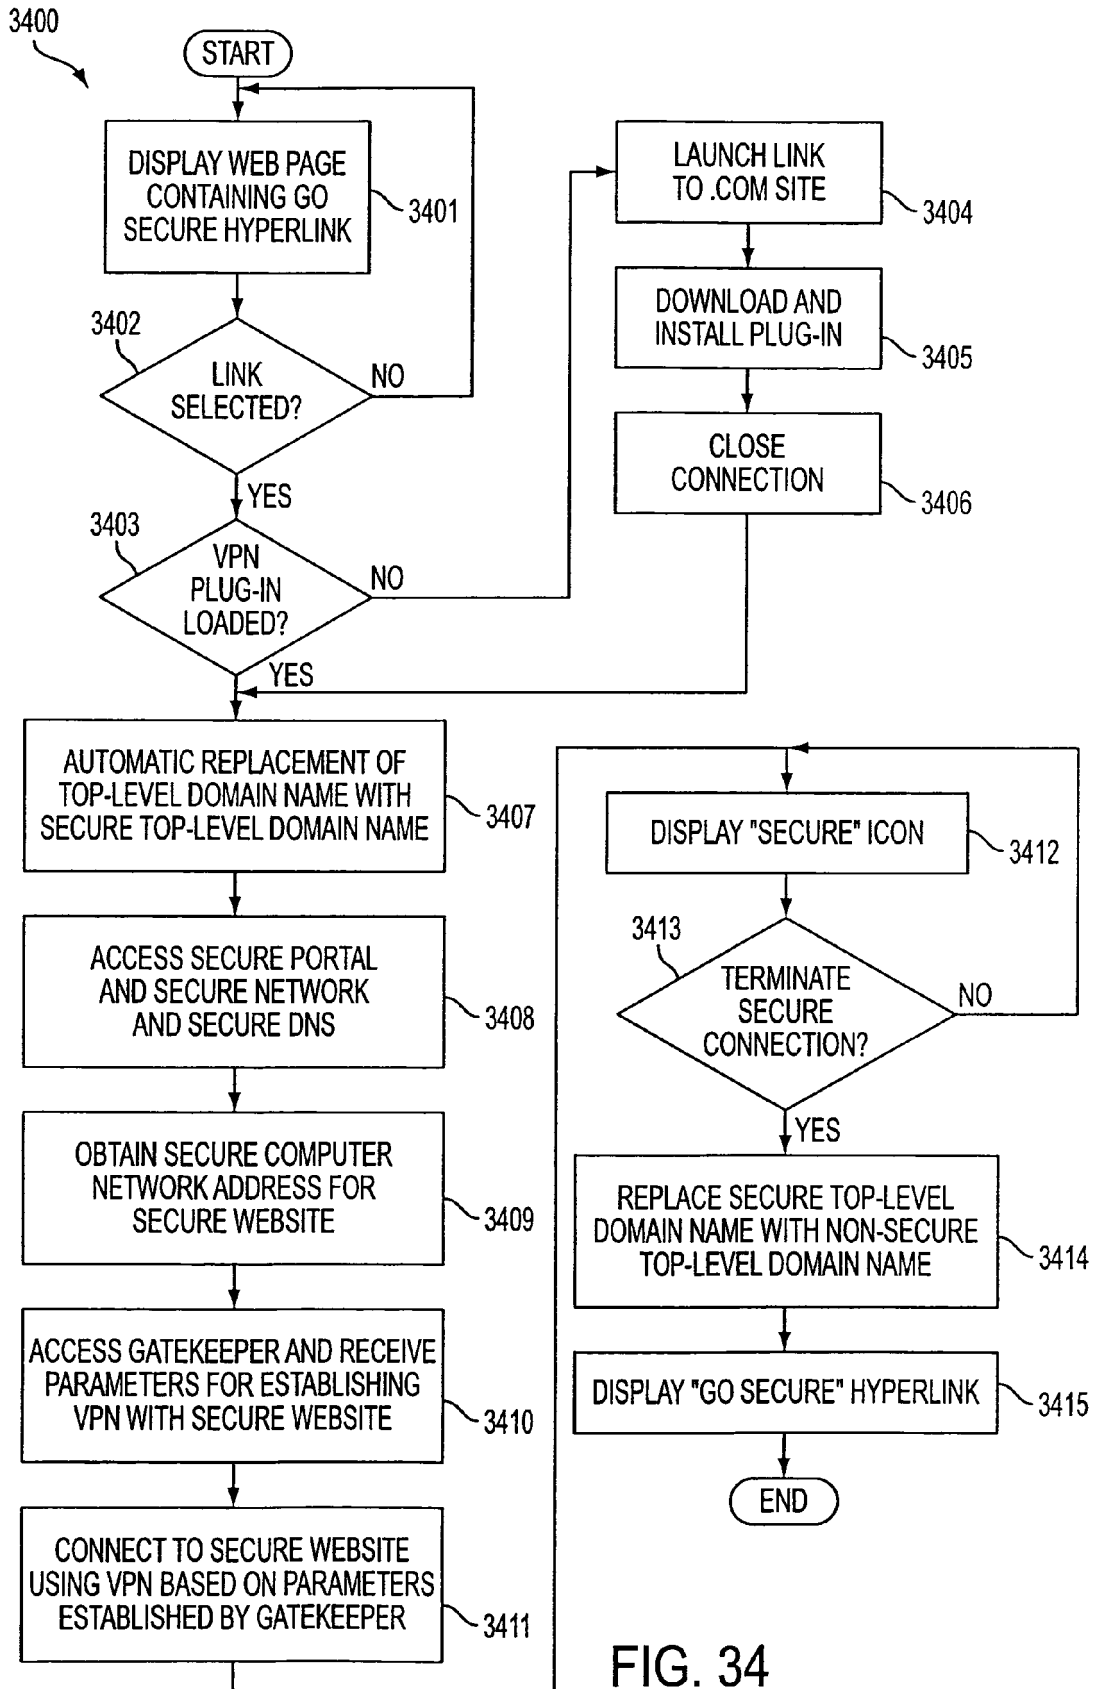 3400
START
DISPLAY WEB PAGE
CONTAINING GO
SECURE HYPERLINK
3401
3402
LINK
SELECTED?
NO
YES
3403
VPN
PLUG-IN
LOADED?
NO
YES
LAUNCH LINK
TO .COM SITE
3404
DOWNLOAD AND
INSTALL PLUG-IN
3405
CLOSE
CONNECTION
3406
AUTOMATIC REPLACEMENT OF
TOP-LEVEL DOMAIN NAME WITH
SECURE TOP-LEVEL DOMAIN NAME
3407
ACCESS SECURE PORTAL
AND SECURE NETWORK
AND SECURE DNS
3408
OBTAIN SECURE COMPUTER
NETWORK ADDRESS FOR
SECURE WEBSITE
3409
ACCESS GATEKEEPER AND RECEIVE
PARAMETERS FOR ESTABLISHING
VPN WITH SECURE WEBSITE
3410
CONNECT TO SECURE WEBSITE
USING VPN BASED ON PARAMETERS
ESTABLISHED BY GATEKEEPER
3411
DISPLAY "SECURE" ICON
3412
3413
TERMINATE
SECURE
CONNECTION?
NO
YES
REPLACE SECURE TOP-LEVEL
DOMAIN NAME WITH NON-SECURE
TOP-LEVEL DOMAIN NAME
3414
DISPLAY "GO SECURE" HYPERLINK
3415
END
FIG. 34